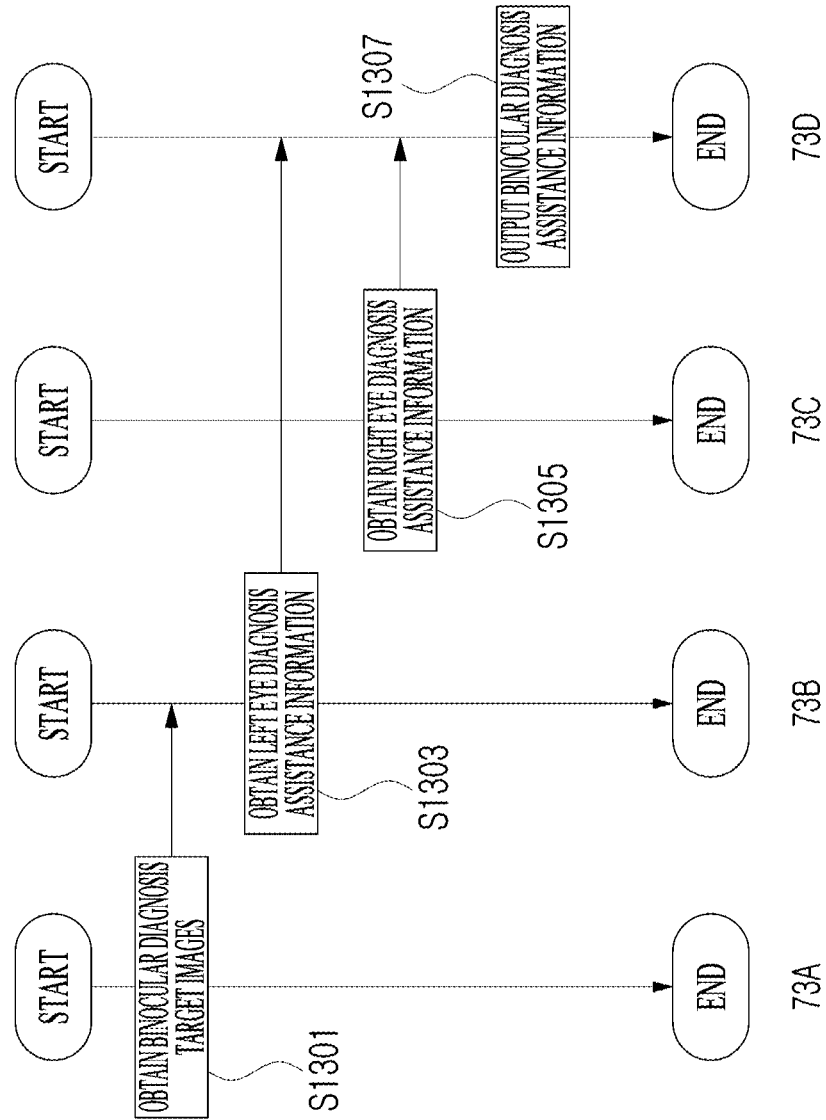 START
START
START
START
OBTAIN BINOCULAR DIAGNOSIS
TARGET IMAGES
S1301
OBTAIN LEFT EYE DIAGNOSIS
ASSISTANCE INFORMATION
S1303
OBTAIN RIGHT EYE DIAGNOSIS
ASSISTANCE INFORMATION
S1305
S1307
OUTPUT BINOCULAR DIAGNOSIS
ASSISTANCE INFORMATION
END
END
END
END
73A
73B
73C
73D